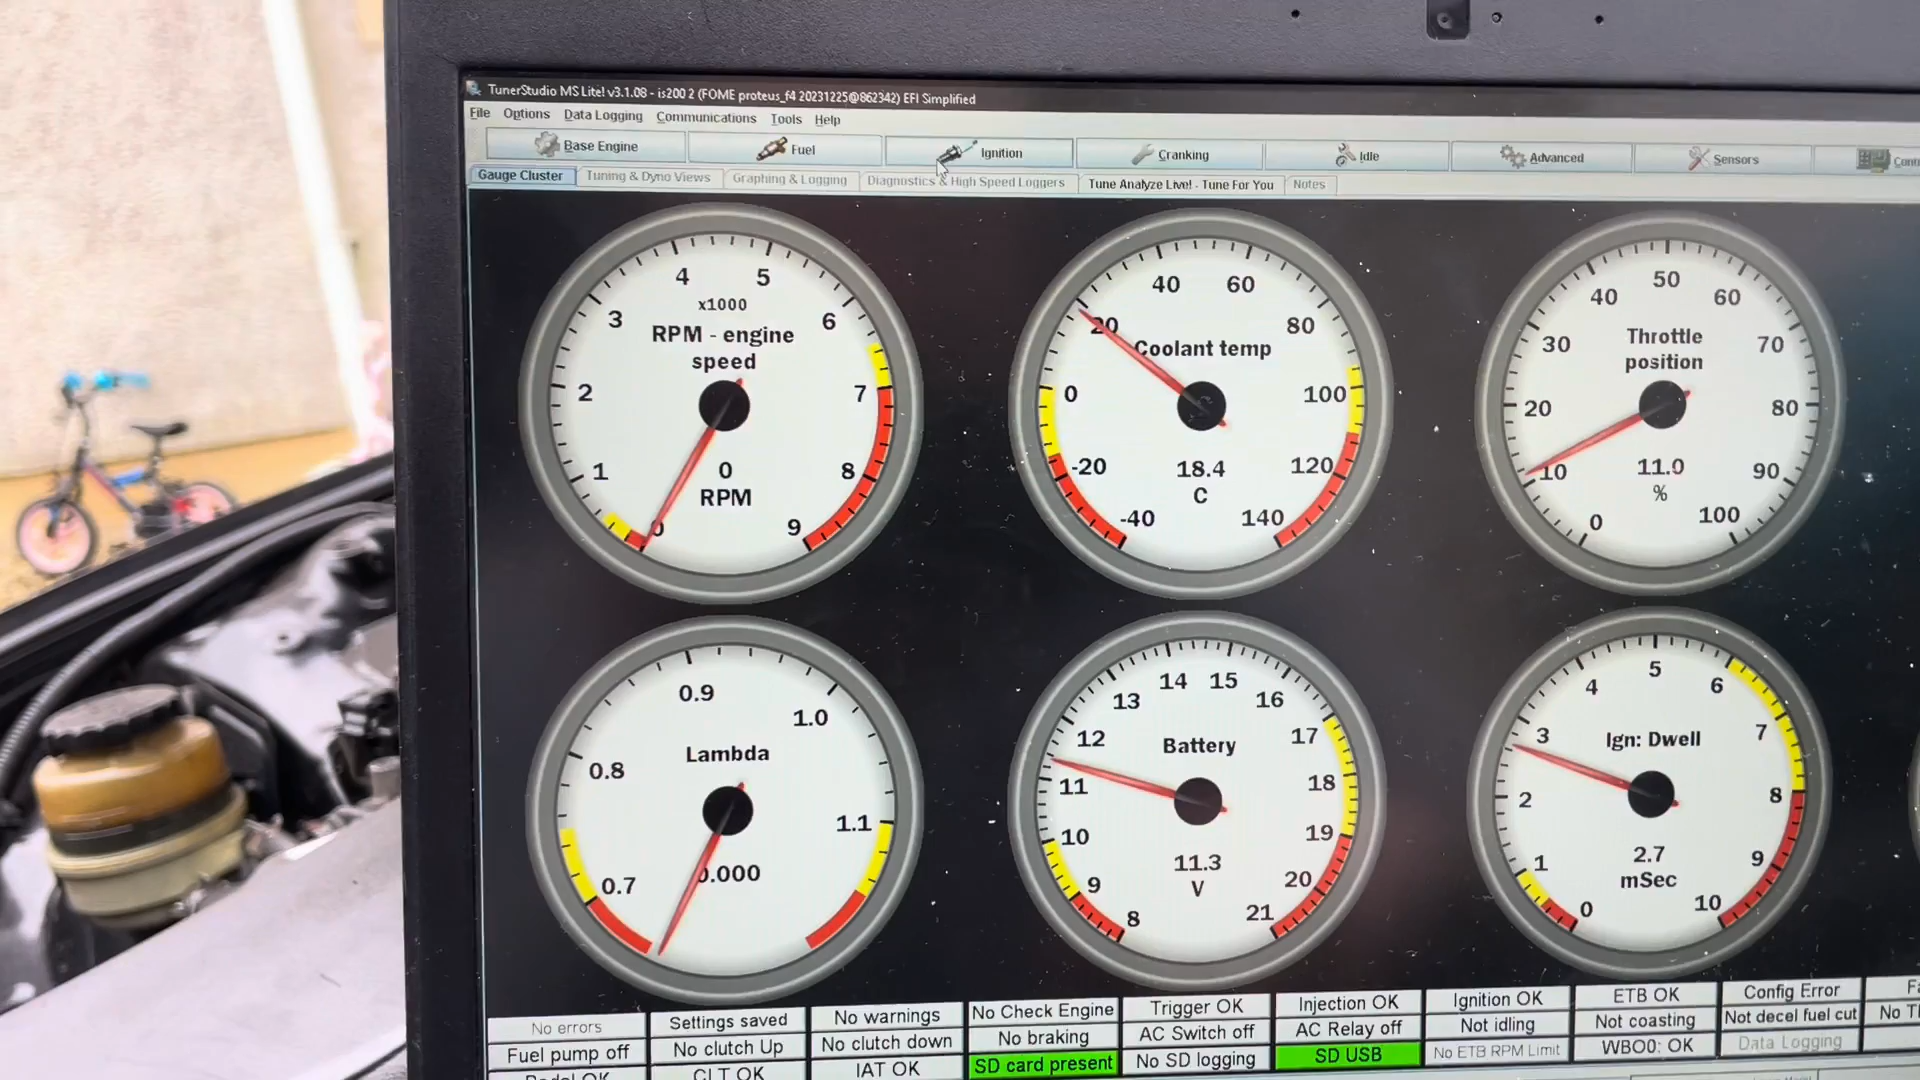 TunerStudio MS Lite! v3.1.08 - is200 2 (FOME proteus_f4 20231225@862342) EFI Simplified
File Options Data Logging Communications Tools Help
Base Engine Fuel Ignition Cranking Idle Advanced Sensors
Gauge Cluster Tuning & Dyno Views Graphing & Logging Diagnostics & High Speed Loggers Tune Analyze Live! - Tune For You Notes
0 1 2 3 4 5 6 7 8 9
x1000
RPM - engine
speed
0
RPM
-40 -20 0 20 40 60 80 100 120 140
Coolant temp
18.4
C
0 10 20 30 40 50 60 70 80 90 100
Throttle
position
11.0
%
0.7 0.8 0.9 1.0 1.1
Lambda
0.000
8 9 10 11 12 13 14 15 16 17 18 19 20 21
Battery
11.3
V
0 1 2 3 4 5 6 7 8 9 10
Ign: Dwell
2.7
mSec
No errors Settings saved No warnings No Check Engine Trigger OK Injection OK Ignition OK ETB OK Config Error
Fuel pump off No clutch Up No clutch down No braking AC Switch off AC Relay off Not idling Not coasting Not decel fuel cut
Pedal OK CLT OK IAT OK SD card present No SD logging SD USB No ETB RPM Limit WBO0: OK Data Logging